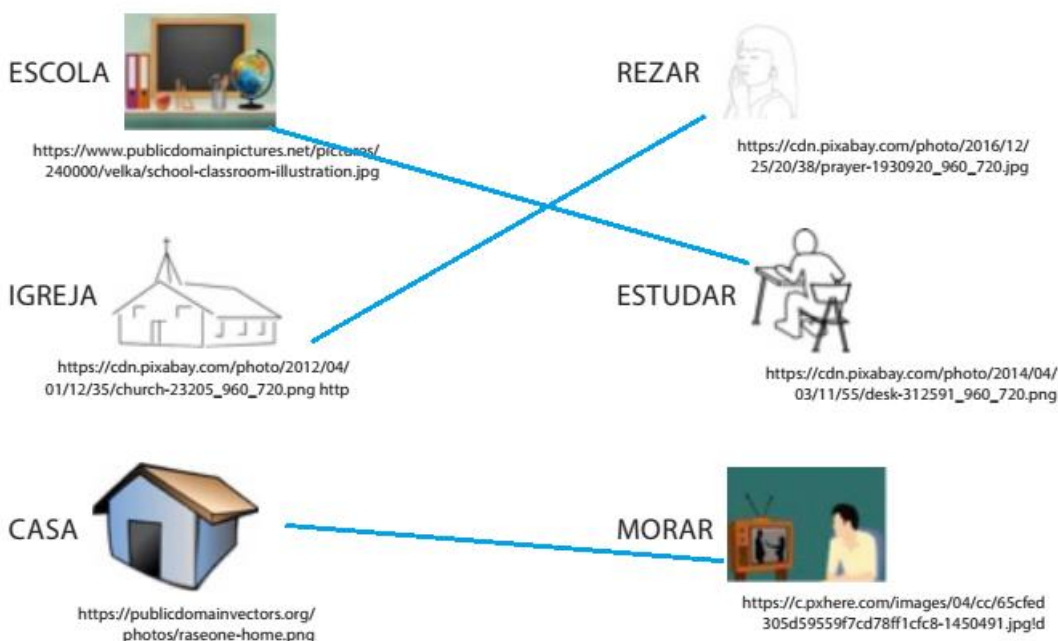 ESCOLA
https://www.publicdomainpictures.net/pictures/
240000/velka/school-classroom-illustration.jpg
REZAR
https://cdn.pixabay.com/photo/2016/12/
25/20/38/prayer-1930920_960_720.jpg
IGREJA
https://cdn.pixabay.com/photo/2012/04/
01/12/35/church-23205_960_720.png http
ESTUDAR
https://cdn.pixabay.com/photo/2014/04/
03/11/55/desk-312591_960_720.png
CASA
https://publicdomainvectors.org/
photos/raseone-home.png
MORAR
https://c.pxhere.com/images/04/cc/65cfed
305d59559f7cd78ff1cfc8-1450491.jpg!d